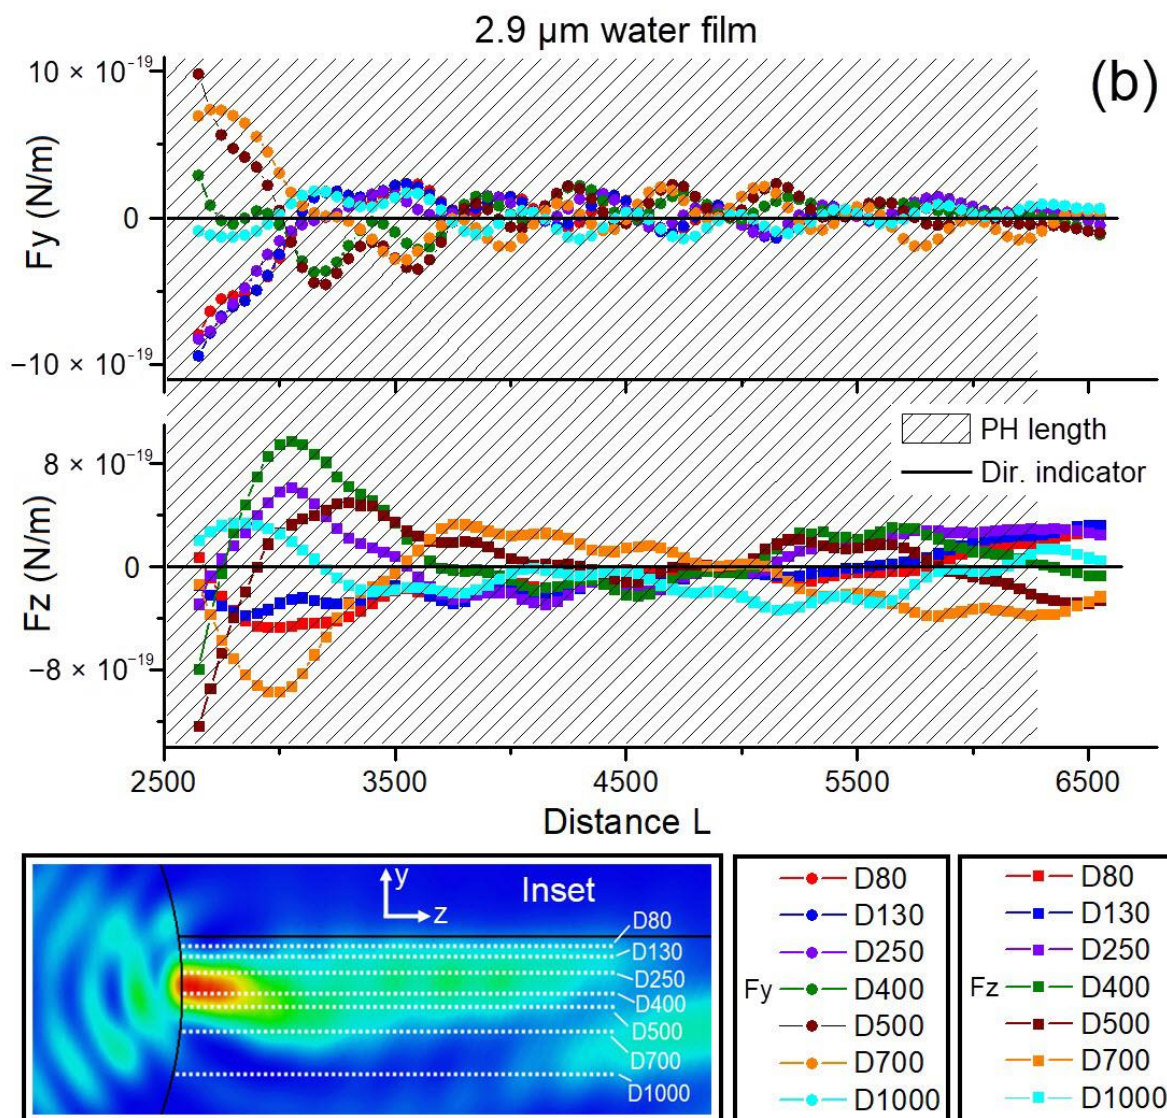 2.9 μm water film
(b)
10 × 10⁻¹⁹
0
−10 × 10⁻¹⁹
Fy (N/m)
PH length
Dir. indicator
8 × 10⁻¹⁹
0
−8 × 10⁻¹⁹
Fz (N/m)
2500 3500 4500 5500 6500
Distance L
y
z
Inset
D80
D130
D250
D400
D500
D700
D1000
Fy
D80
D130
D250
D400
D500
D700
D1000
Fz
D80
D130
D250
D400
D500
D700
D1000